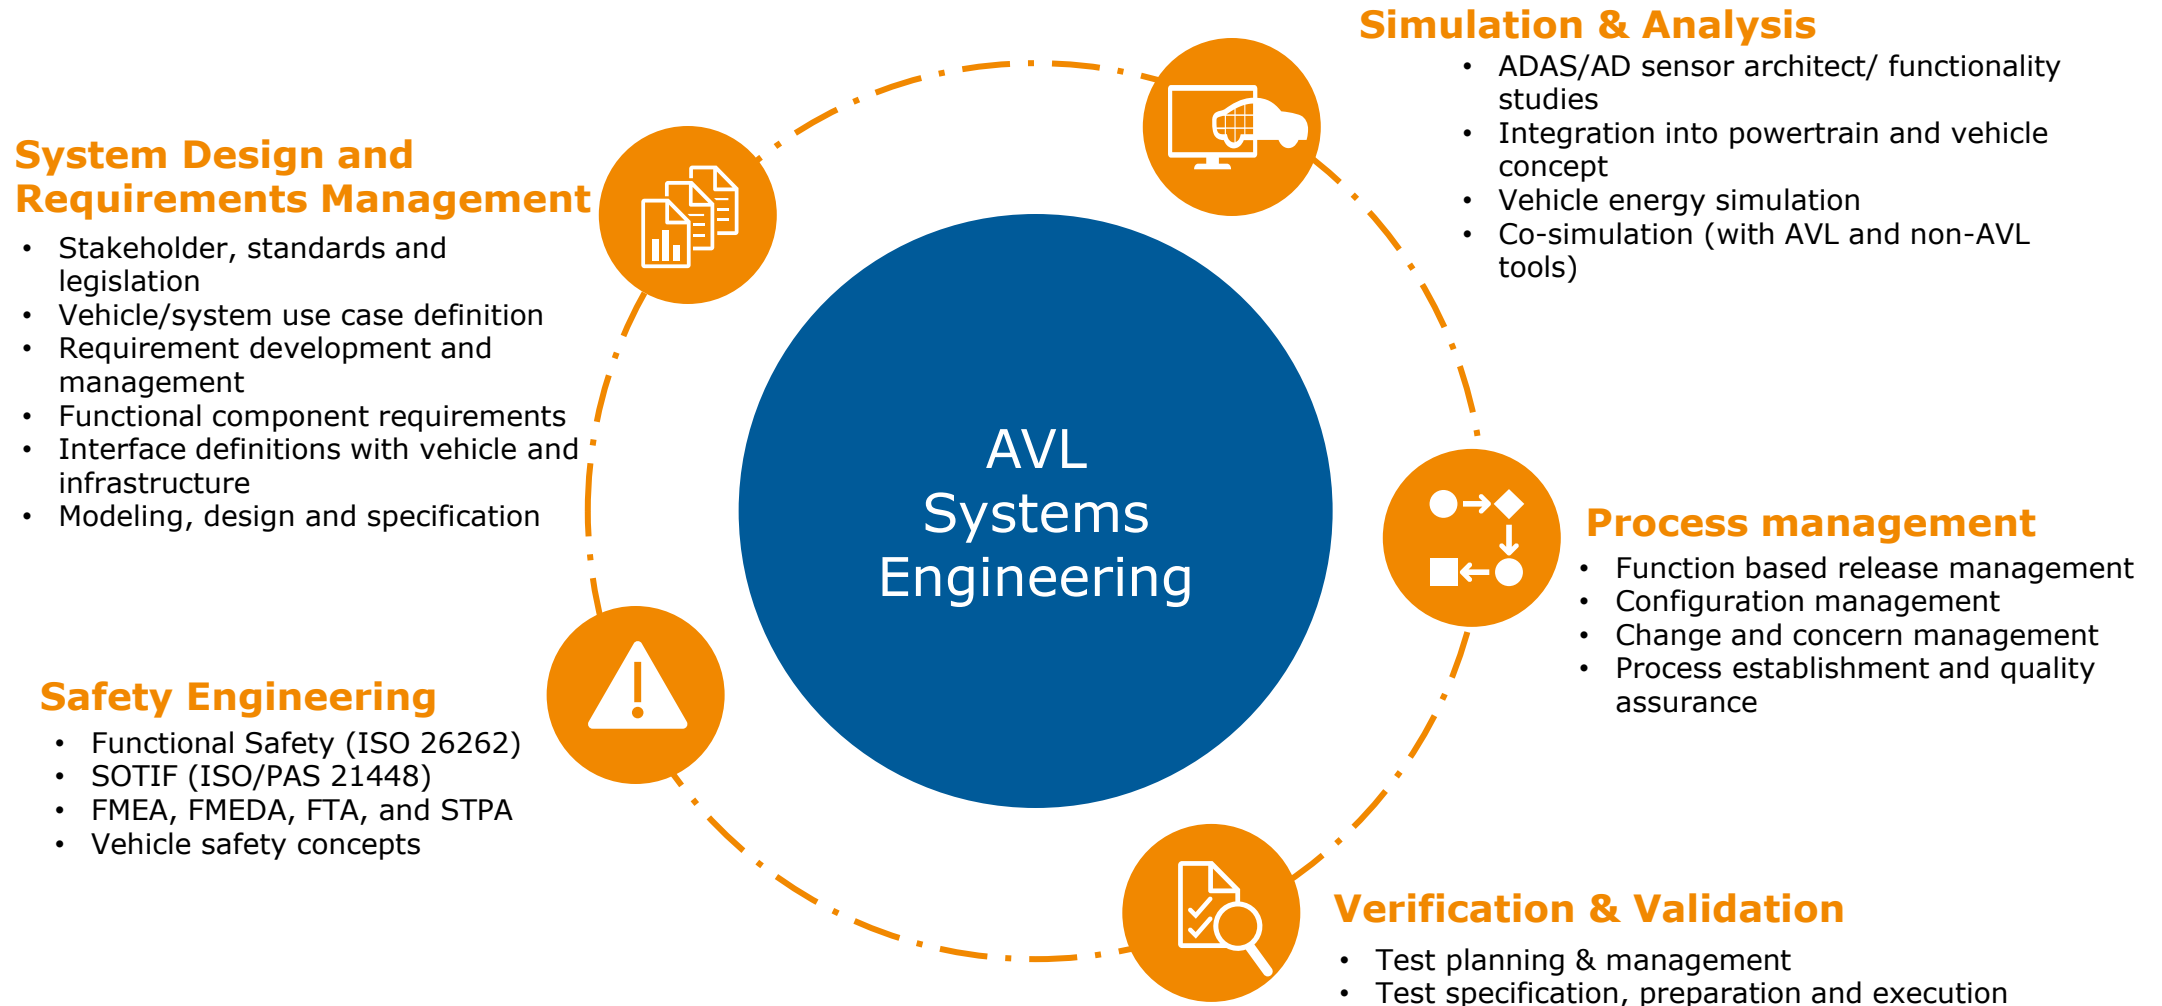 Simulation & Analysis
• ADAS/AD sensor architect/ functionality
studies
• Integration into powertrain and vehicle
concept
• Vehicle energy simulation
• Co-simulation (with AVL and non-AVL
tools)
System Design and
Requirements Management
• Stakeholder, standards and
legislation
• Vehicle/system use case definition
• Requirement development and
management
• Functional component requirements
• Interface definitions with vehicle and
infrastructure
• Modeling, design and specification
AVL
Systems
Engineering
Process management
• Function based release management
• Configuration management
• Change and concern management
• Process establishment and quality
assurance
Safety Engineering
• Functional Safety (ISO 26262)
• SOTIF (ISO/PAS 21448)
• FMEA, FMEDA, FTA, and STPA
• Vehicle safety concepts
Verification & Validation
• Test planning & management
• Test specification, preparation and execution